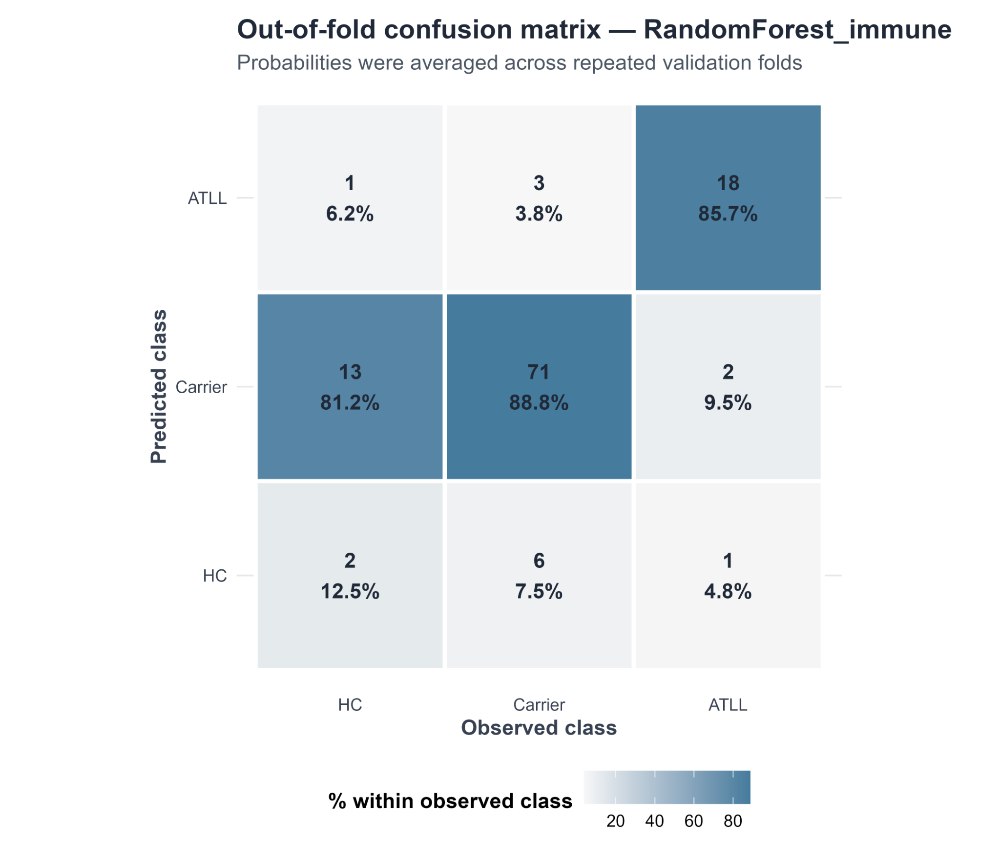 Out-of-fold confusion matrix — RandomForest_immune
Probabilities were averaged across repeated validation folds
Predicted class
ATLL
1
3
18
6.2%
3.8%
85.7%
Carrier
13
71
2
81.2%
88.8%
9.5%
HC
2
6
1
12.5%
7.5%
4.8%
HC
Carrier
ATLL
Observed class
% within observed class
20
40
60
80